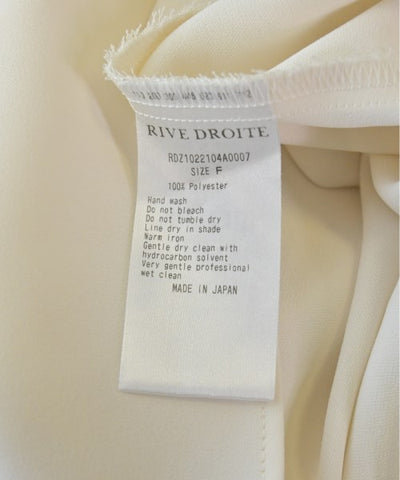 RIVE DROITE
RDZ1022104A0007
SIZE F
100% Polyester
Hand wash
Do not bleach
Do not tumble dry
Line dry in shade
Warm iron
Gentle dry clean with
hydrocarbon solvent
Very gentle professional
wet clean
MADE IN JAPAN